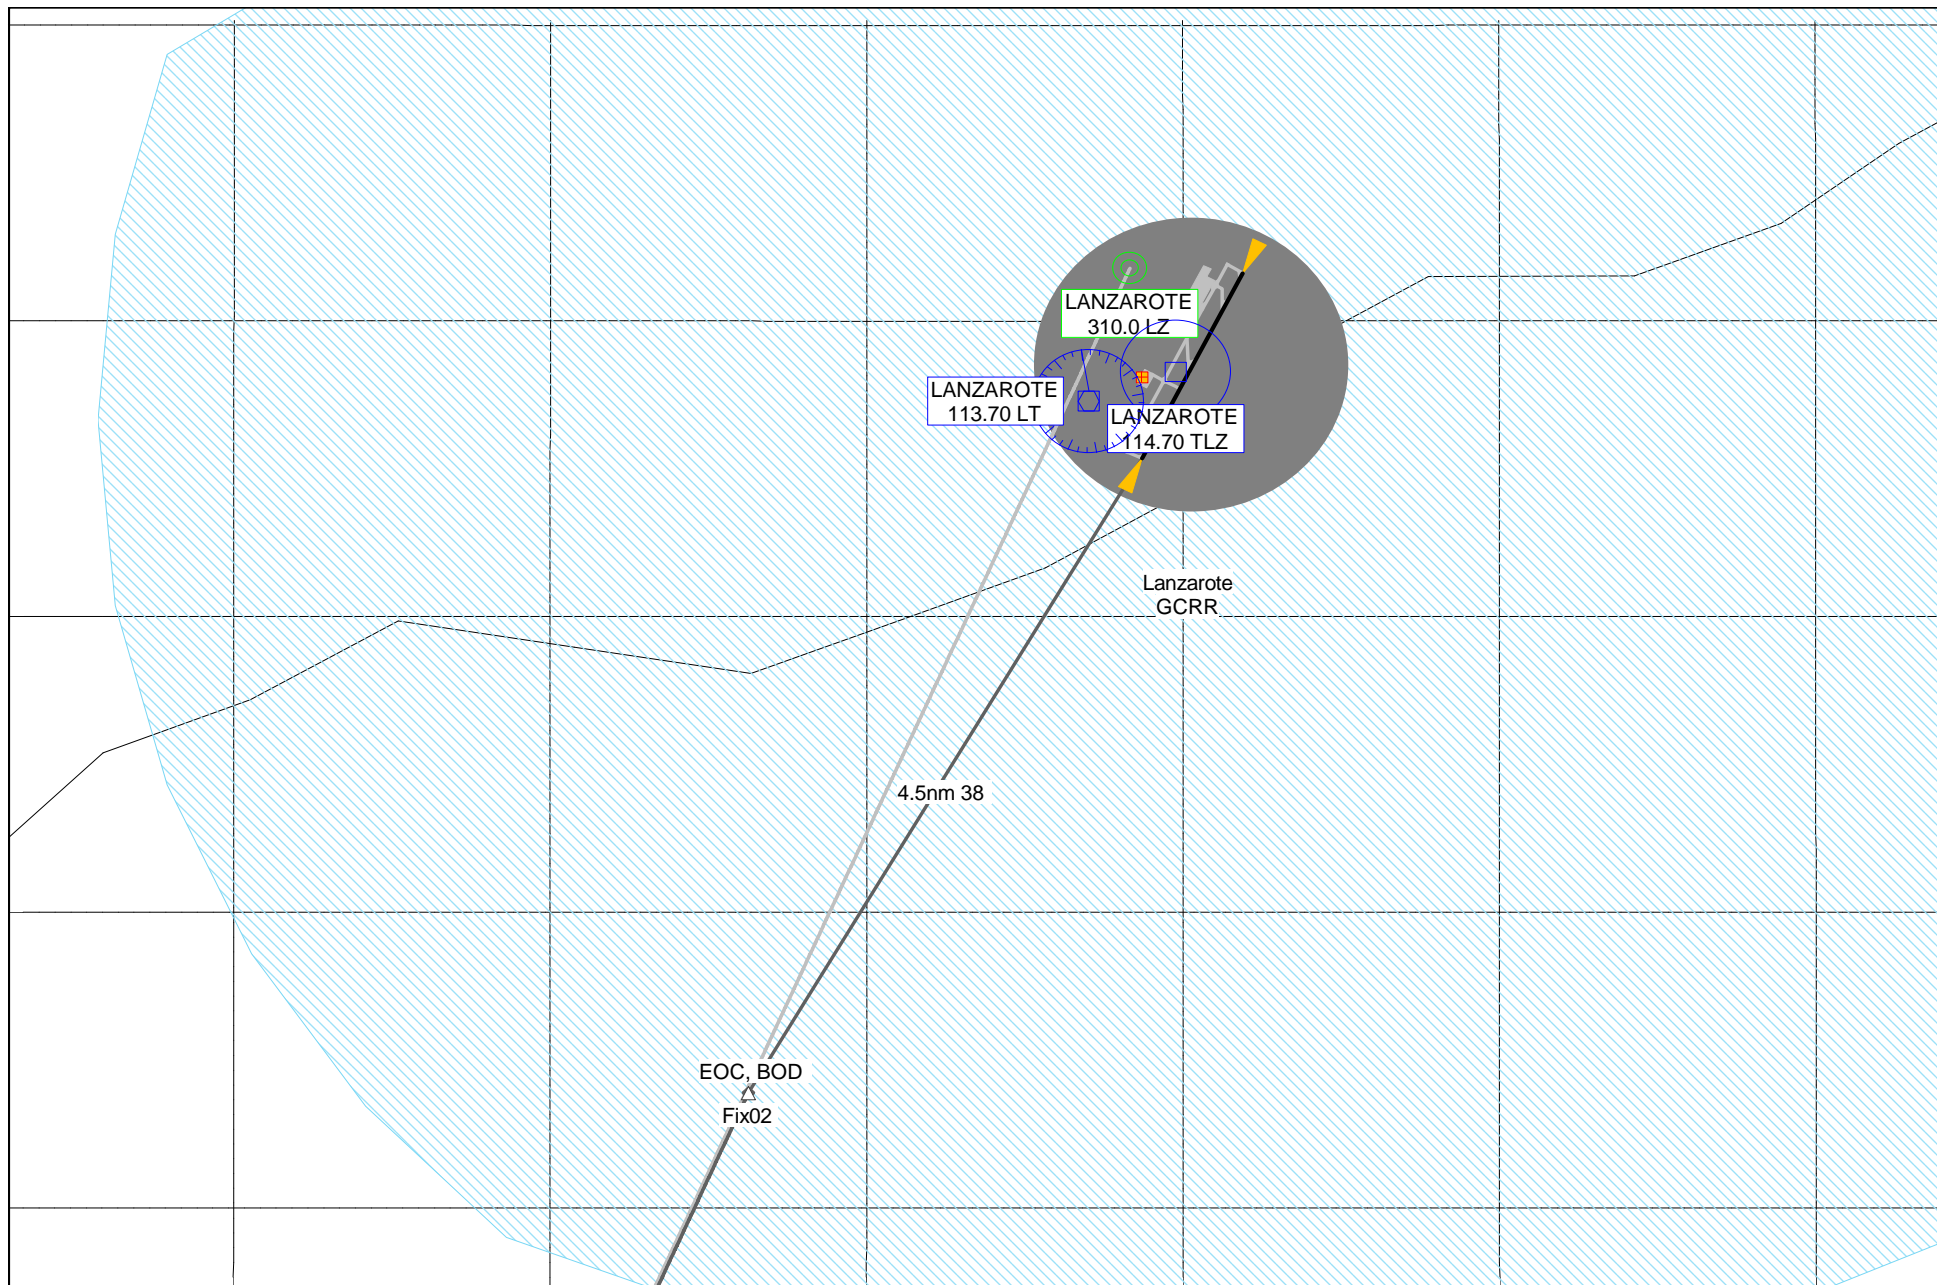 LANZAROTE
310.0 LZ
LANZAROTE
113.70 LT
LANZAROTE
114.70 TLZ
Lanzarote
GCRR
4.5nm 38
EOC, BOD
Fix02